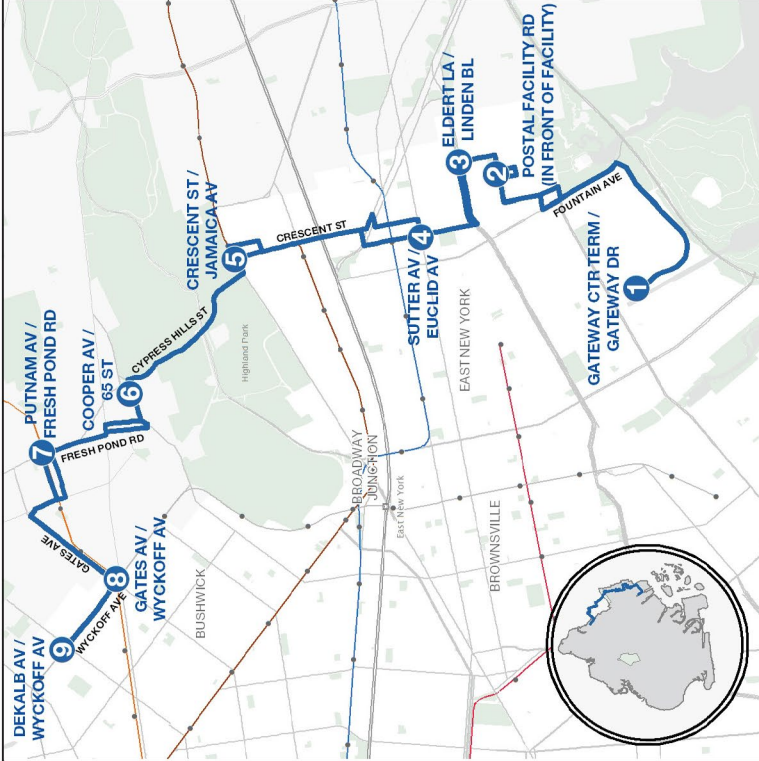 DEKALB AV /
WYCKOFF AV
9
WYCKOFF AVE
8
GATES AV /
WYCKOFF AV
GATES AVE
PUTNAM AV /
FRESH POND RD
7
FRESH POND RD
COOPER AV /
65 ST
6
CYPRESS HILLS ST
CRESCENT ST /
JAMAICA AV
5
CRESCENT ST
Highland Park
BUSHWICK
BROADWAY
JUNCTION
East New York
SUTTER AV /
EUCLID AV
4
EAST NEW YORK
BROWNSVILLE
ELDERT LA /
LINDEN BL
3
2
POSTAL FACILITY RD
(IN FRONT OF FACILITY)
FOUNTAIN AVE
1
GATEWAY CTR TERM /
GATEWAY DR